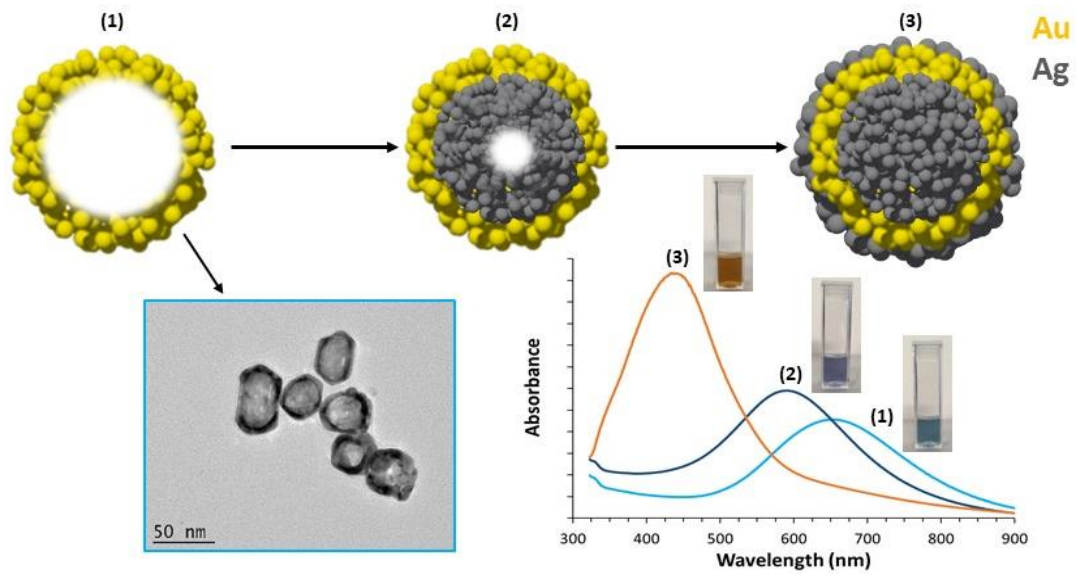 (1)
(2)
(3)
Au
Ag
50 nm
(3)
(2)
(1)
Absorbance
300 400 500 600 700 800 900
Wavelength (nm)